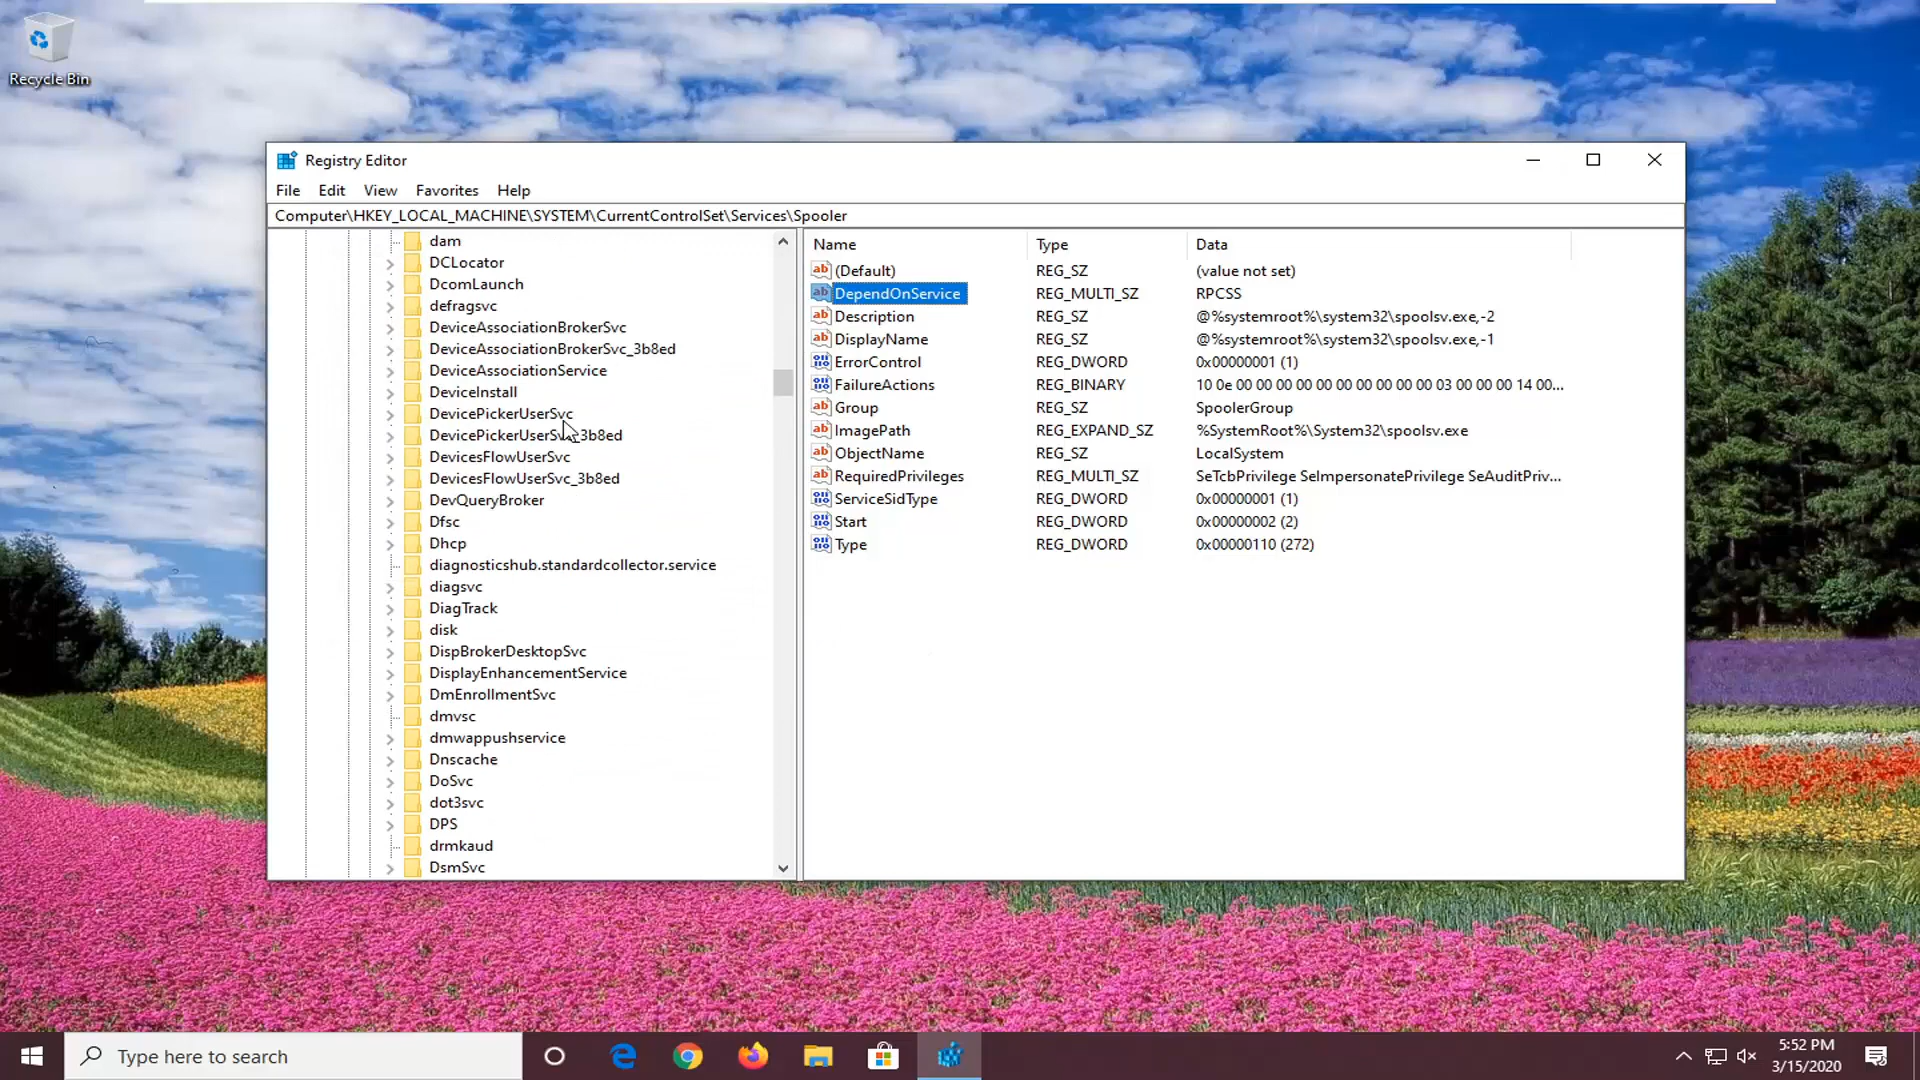 Recycle Bin
Registry Editor
File Edit View Favorites Help
Computer\HKEY_LOCAL_MACHINE\SYSTEM\CurrentControlSet\Services\Spooler
dam
DCLocator
DcomLaunch
defragsvc
DeviceAssociationBrokerSvc
DeviceAssociationBrokerSvc_3b8ed
DeviceAssociationService
DeviceInstall
DevicePickerUserSvc
DevicePickerUserSvc_3b8ed
DevicesFlowUserSvc
DevicesFlowUserSvc_3b8ed
DevQueryBroker
Dfsc
Dhcp
diagnosticshub.standardcollector.service
diagsvc
DiagTrack
disk
DispBrokerDesktopSvc
DisplayEnhancementService
DmEnrollmentSvc
dmvsc
dmwappushservice
Dnscache
DoSvc
dot3svc
DPS
drmkaud
DsmSvc
Name Type Data
(Default) REG_SZ (value not set)
DependOnService REG_MULTI_SZ RPCSS
Description REG_SZ @%systemroot%\system32\spoolsv.exe,-2
DisplayName REG_SZ @%systemroot%\system32\spoolsv.exe,-1
ErrorControl REG_DWORD 0x00000001 (1)
FailureActions REG_BINARY 10 0e 00 00 00 00 00 00 00 00 00 00 03 00 00 00 14 00...
Group REG_SZ SpoolerGroup
ImagePath REG_EXPAND_SZ %SystemRoot%\System32\spoolsv.exe
ObjectName REG_SZ LocalSystem
RequiredPrivileges REG_MULTI_SZ SeTcbPrivilege SeImpersonatePrivilege SeAuditPriv...
ServiceSidType REG_DWORD 0x00000001 (1)
Start REG_DWORD 0x00000002 (2)
Type REG_DWORD 0x00000110 (272)
Type here to search
5:52 PM
3/15/2020